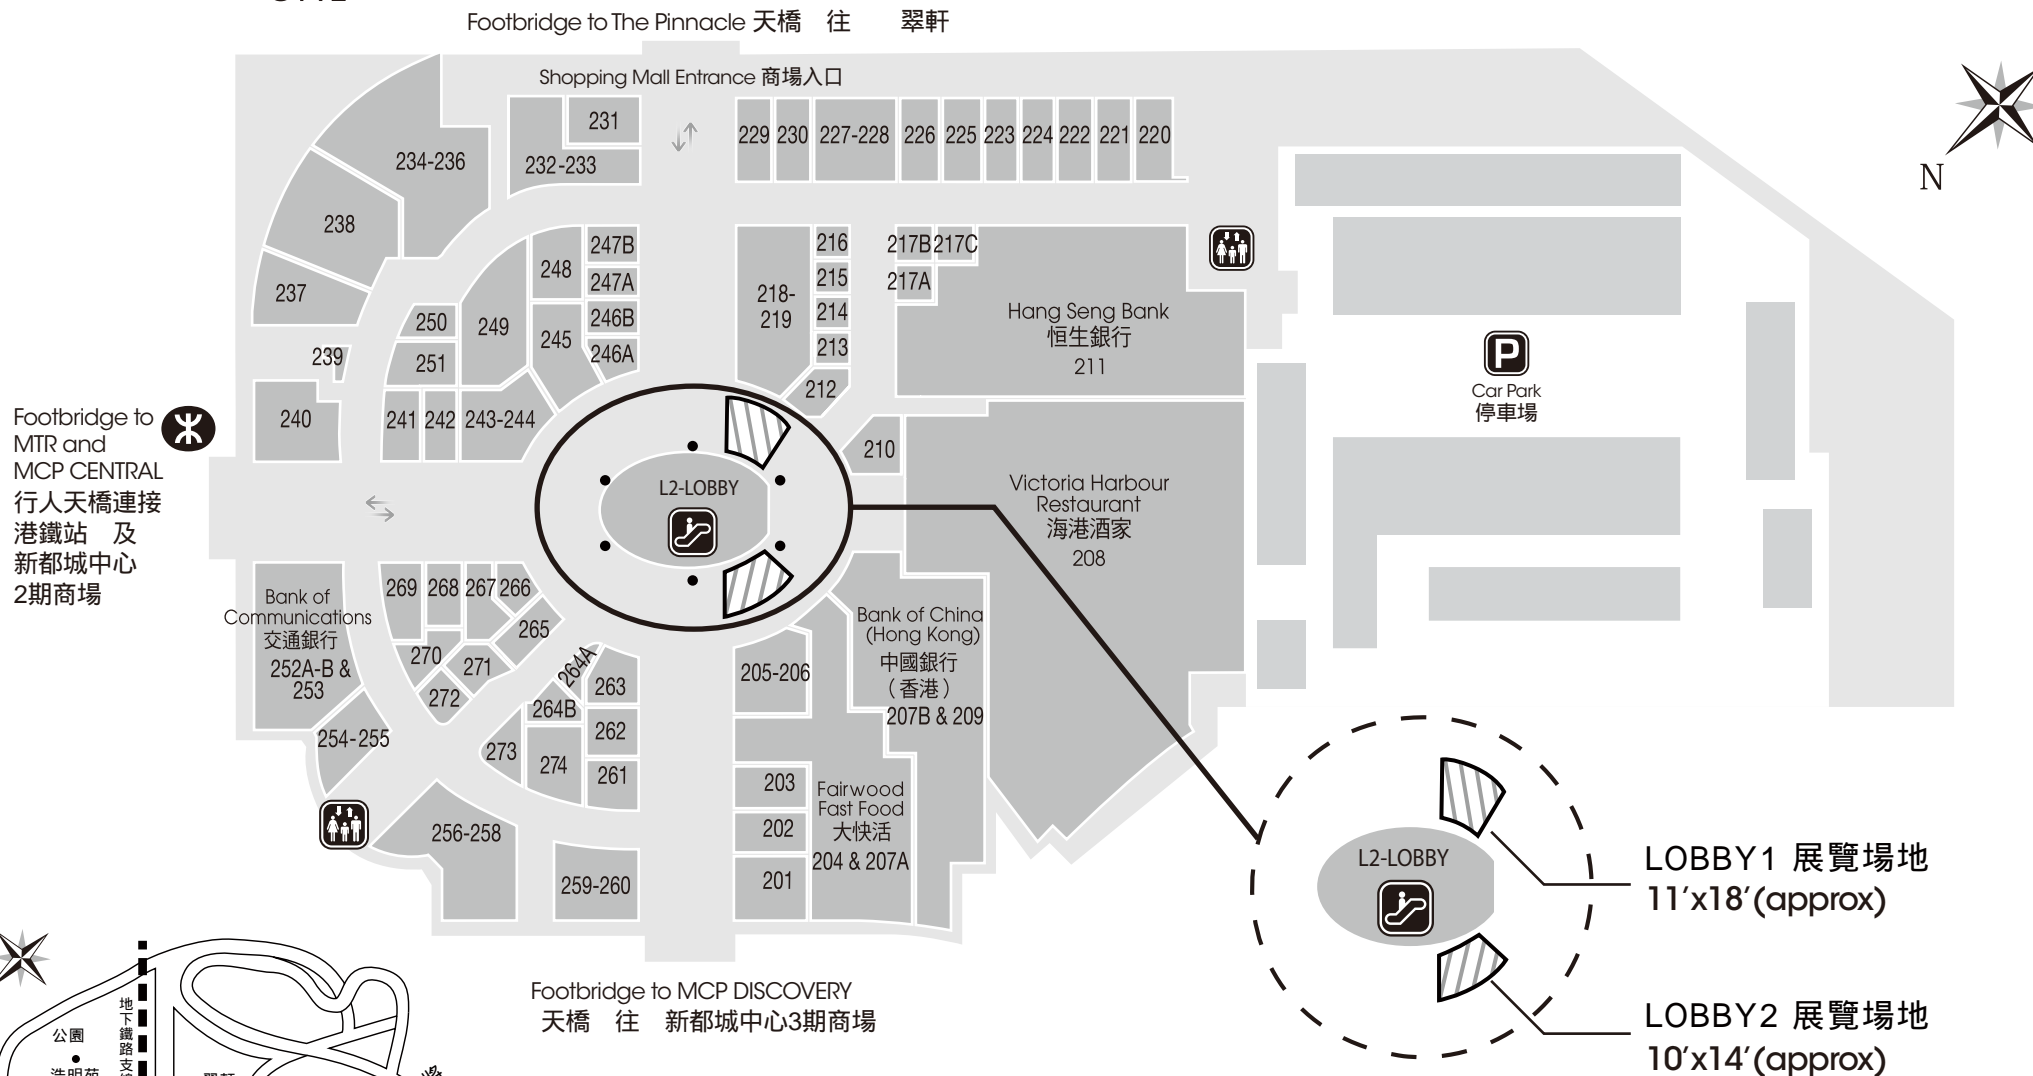 Footbridge to The Pinnacle 天橋 往 翠軒
Shopping Mall Entrance 商場入口
231
232-233
234-236
238
237
229
230
227-228
226
225
223
224
222
221
220
N
247B
247A
246B
246A
248
245
249
250
251
239
240
241
242
243-244
218-
219
216
215
214
213
212
217B
217C
217A
Hang Seng Bank
恒生銀行
211
P
Car Park
停車場
Footbridge to
MTR and
MCP CENTRAL
行人天橋連接
港鐵站 及
新都城中心
2期商場
L2-LOBBY
210
Victoria Harbour
Restaurant
海港酒家
208
Bank of
Communications
交通銀行
252A-B &
253
254-255
269
268
267
266
265
270
271
272
264A
264B
263
262
261
273
274
256-258
259-260
205-206
Bank of China
(Hong Kong)
中國銀行
（香港）
207B & 209
203
202
201
Fairwood
Fast Food
大快活
204 & 207A
L2-LOBBY
LOBBY1 展覽場地
11’x18’(approx)
LOBBY2 展覽場地
10’x14’(approx)
Footbridge to MCP DISCOVERY
天橋 往 新都城中心3期商場
公園
地下鐵路支